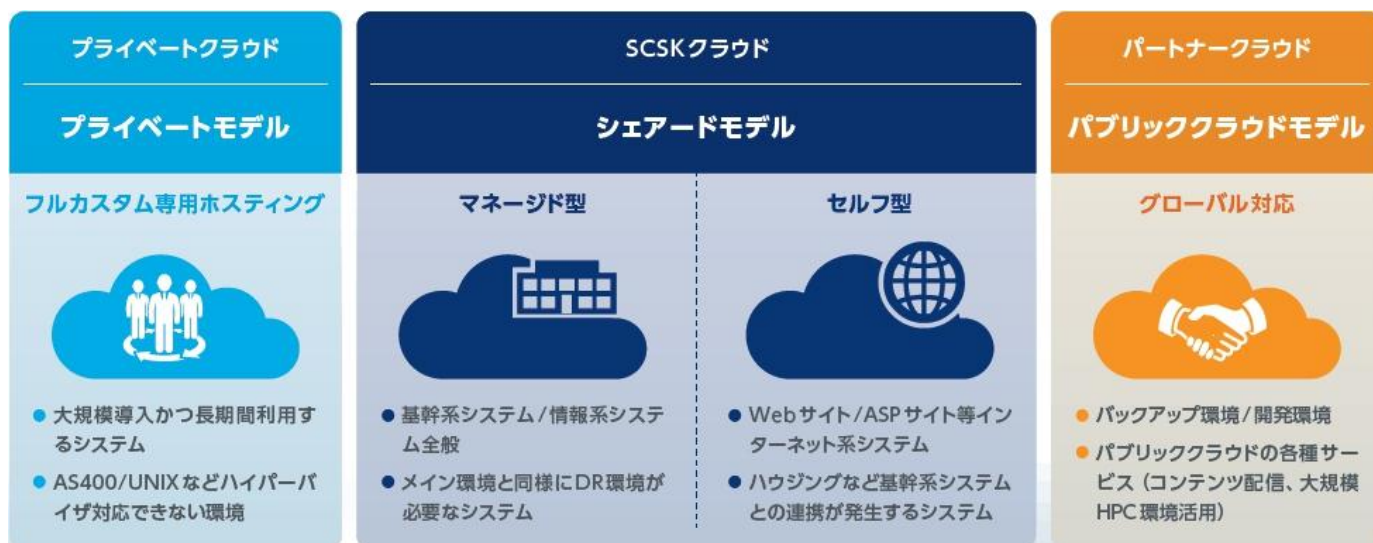 プライベートクラウド
プライベートモデル
フルカスタム専用ホスティング
● 大規模導入かつ長期間利用す
るシステム
● AS400/UNIXなどハイパーバ
イザ対応できない環境
SCSKクラウド
シェアードモデル
マネージド型
● 基幹系システム/情報系システ
ム全般
● メイン環境と同様にDR環境が
必要なシステム
セルフ型
● Webサイト/ASPサイト等イン
ターネット系システム
● ハウジングなど基幹系システム
との連携が発生するシステム
パートナークラウド
パブリッククラウドモデル
グローバル対応
● バックアップ環境/開発環境
● パブリッククラウドの各種サー
ビス（コンテンツ配信、大規模
HPC環境活用）